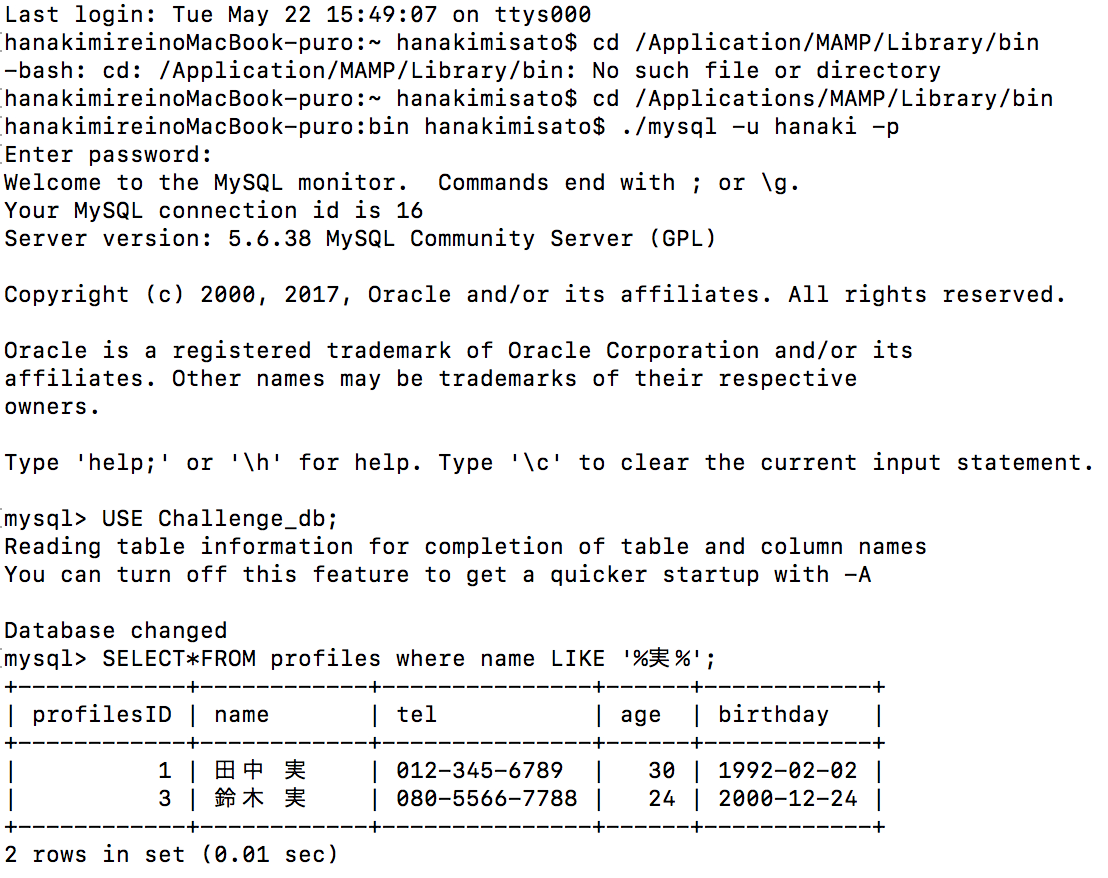 Last login: Tue May 22 15:49:07 on ttys000
[hanakimireinoMacBook-puro:~ hanakimisato$ cd /Application/MAMP/Library/bin
-bash: cd: /Application/MAMP/Library/bin: No such file or directory
[hanakimireinoMacBook-puro:~ hanakimisato$ cd /Applications/MAMP/Library/bin
[hanakimireinoMacBook-puro:bin hanakimisato$ ./mysql -u hanaki -p
[Enter password:
Welcome to the MySQL monitor.  Commands end with ; or \g.
Your MySQL connection id is 16
Server version: 5.6.38 MySQL Community Server (GPL)

Copyright (c) 2000, 2017, Oracle and/or its affiliates. All rights reserved.

Oracle is a registered trademark of Oracle Corporation and/or its
affiliates. Other names may be trademarks of their respective
owners.

Type 'help;' or '\h' for help. Type '\c' to clear the current input statement.

[mysql> USE Challenge_db;
Reading table information for completion of table and column names
You can turn off this feature to get a quicker startup with -A

Database changed
[mysql> SELECT*FROM profiles where name LIKE '%実%';
+------------+------------+---------------+------+------------+
| profilesID | name       | tel           | age  | birthday   |
+------------+------------+---------------+------+------------+
|          1 | 田中 実    | 012-345-6789  |   30 | 1992-02-02 |
|          3 | 鈴木 実    | 080-5566-7788 |   24 | 2000-12-24 |
+------------+------------+---------------+------+------------+
2 rows in set (0.01 sec)